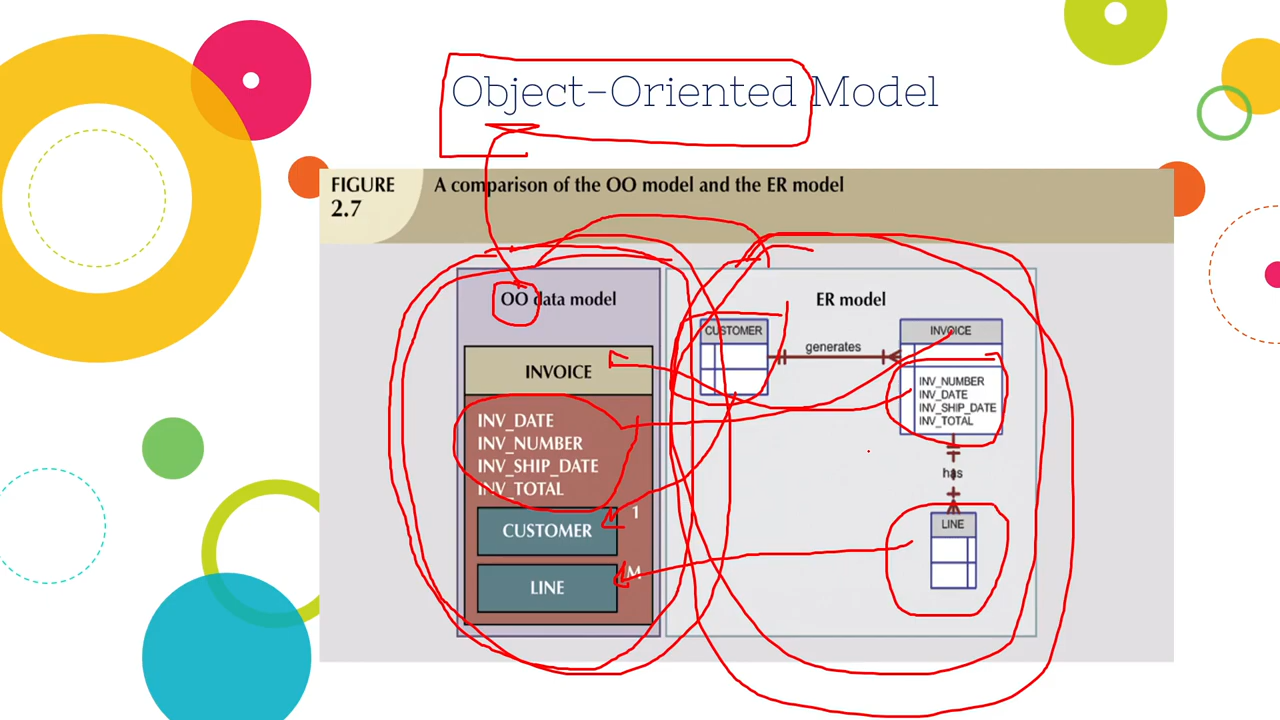 Object-Oriented Model
FIGURE
2.7
A comparison of the OO model and the ER model
OO data model
INVOICE
INV_DATE
INV_NUMBER
INV_SHIP_DATE
INV_TOTAL
CUSTOMER
1
LINE
M
ER model
CUSTOMER
generates
INVOICE
INV_NUMBER
INV_DATE
INV_SHIP_DATE
INV_TOTAL
has
LINE